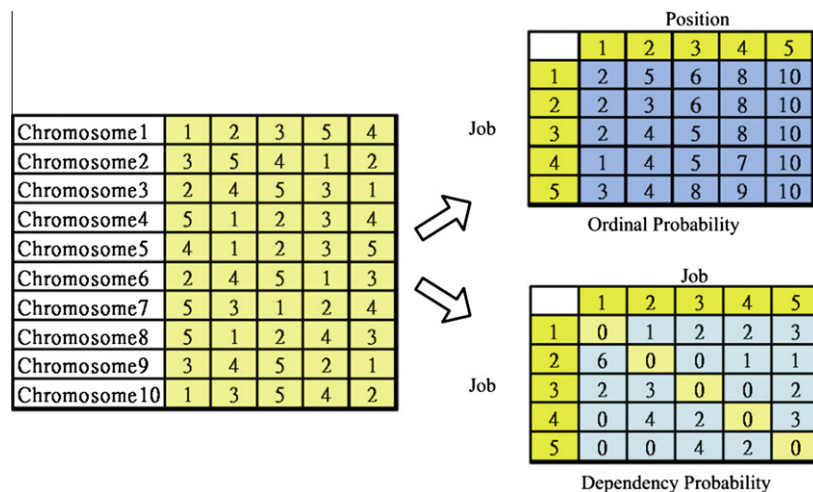 Chromosome1 1 2 3 5 4
Chromosome2 3 5 4 1 2
Chromosome3 2 4 5 3 1
Chromosome4 5 1 2 3 4
Chromosome5 4 1 2 3 5
Chromosome6 2 4 5 1 3
Chromosome7 5 3 1 2 4
Chromosome8 5 1 2 4 3
Chromosome9 3 4 5 2 1
Chromosome10 1 3 5 4 2
Position
1 2 3 4 5
1 2 5 6 8 10
2 2 3 6 8 10
Job
3 2 4 5 8 10
4 1 4 5 7 10
5 3 4 8 9 10
Ordinal Probability
Job
1 2 3 4 5
1 0 1 2 2 3
2 6 0 0 1 1
Job
3 2 3 0 0 2
4 0 4 2 0 3
5 0 0 4 2 0
Dependency Probability